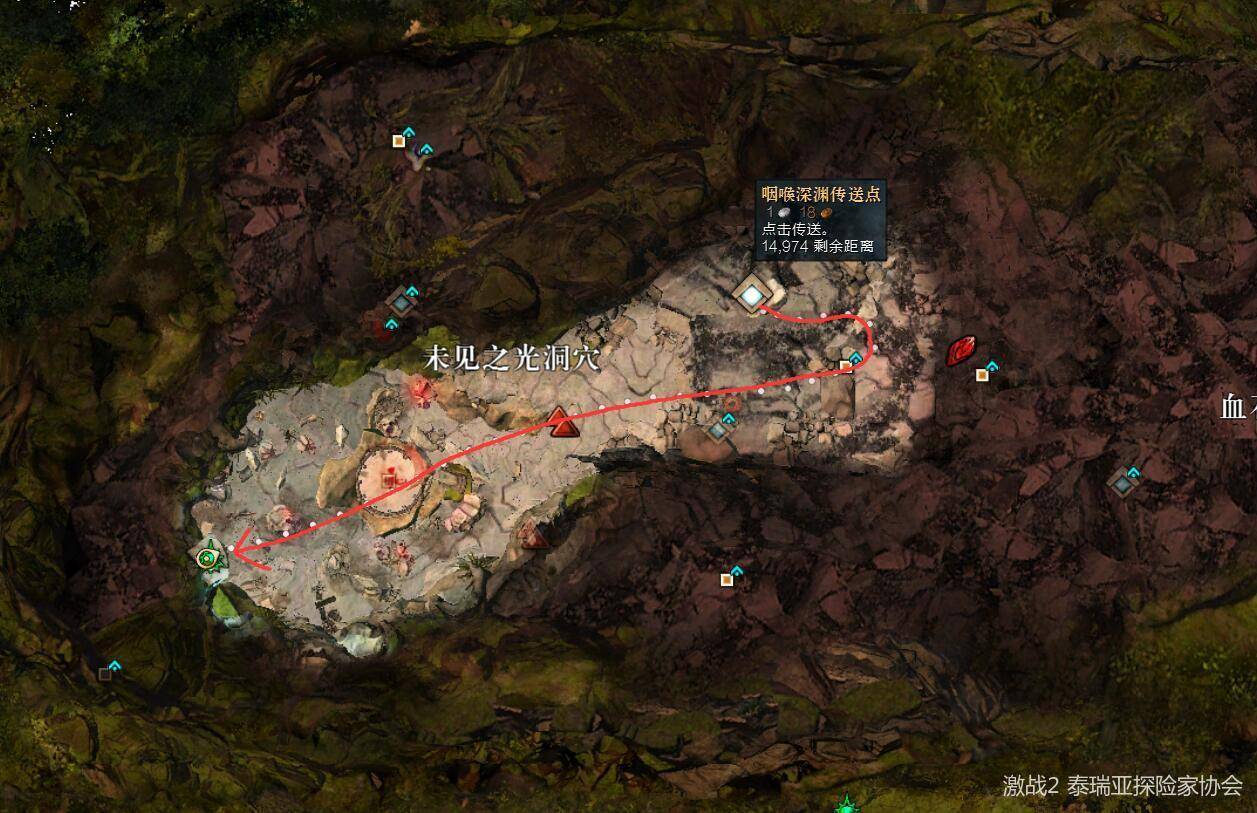 咽喉深渊传送点
1 18
点击传送。
14,974 剩余距离
未见之光洞穴
血
激战2 泰瑞亚探险家协会